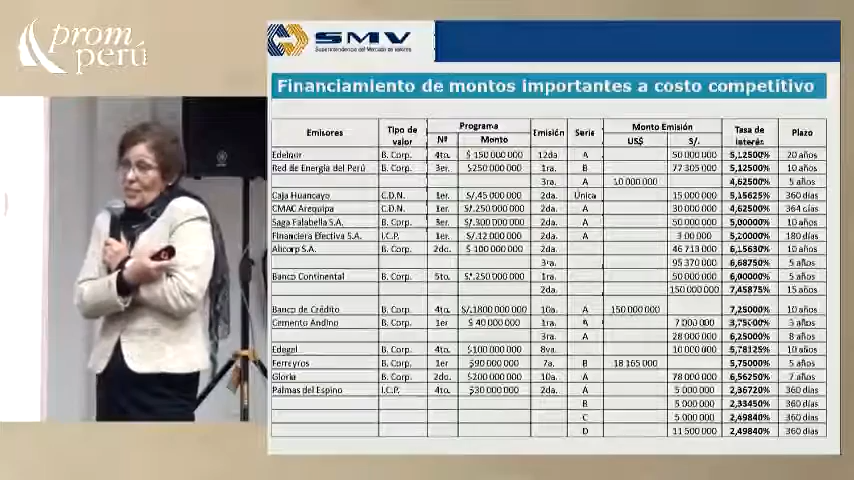 prom
perú
SMV
Superintendencia del Mercado de Valores
Financiamiento de montos importantes a costo competitivo
Emisores Tipo de valor Programa Emisión Serie Monto Emisión Tasa de interés Plazo
Nº Monto US$ S/.
Edelnor B. Corp. 4to. $ 150 000 000 12da A 50 000 000 5,12500% 20 años
Red de Energía del Perú B. Corp. 3er. $250 000 000 1ra. B 77 305 000 5,12500% 10 años
3ra. A 10 000 000 4,62500% 5 años
Caja Huancayo C.D.N. 1er. S/.45 000 000 2da. Única 15 000 000 5,15625% 360 días
CMAC Arequipa C.D.N. 1er. S/.250 000 000 2da. A 30 000 000 4,62500% 364 días
Saga Falabella S.A. B. Corp. 3er. S/.300 000 000 2da. A 50 000 000 5,00000% 10 años
Financiera Efectiva S.A. I.C.P. 1er. S/.12 000 000 2da. A 5,20000% 180 días
Alicorp S.A. B. Corp. 2do. $ 100 000 000 2da. 46 713 000 6,15630% 10 años
3ra. 95 370 000 6,68750% 5 años
Banco Continental B. Corp. 5to. S/.250 000 000 1ra. 50 000 000 6,00000% 5 años
2da. 150 000 000 7,45875% 15 años
Banco de Crédito B. Corp. 4to. S/.1800 000 000 10a. A 150 000 000 7,25000% 10 años
Cemento Andino B. Corp. 1er $ 40 000 000 1ra. A 7 000 000 3,75000% años
3ra. A 28 000 000 6,25000% 8 años
Edegel B. Corp. 4to. $100 000 000 8va. 10 000 000 5,78125% 10 años
Ferreyros B. Corp. 1er $90 000 000 7a. B 18 165 000 5,75000% 5 años
Gloria B. Corp. 2do. $200 000 000 10a. A 78 000 000 6,56250% 7 años
Palmas del Espino I.C.P. 4to. $30 000 000 2da. A 5 000 000 2,36720% 360 días
B 5 000 000 2,33450% 360 días
C 5 000 000 2,49840% 360 días
D 11 500 000 2,49840% 360 días